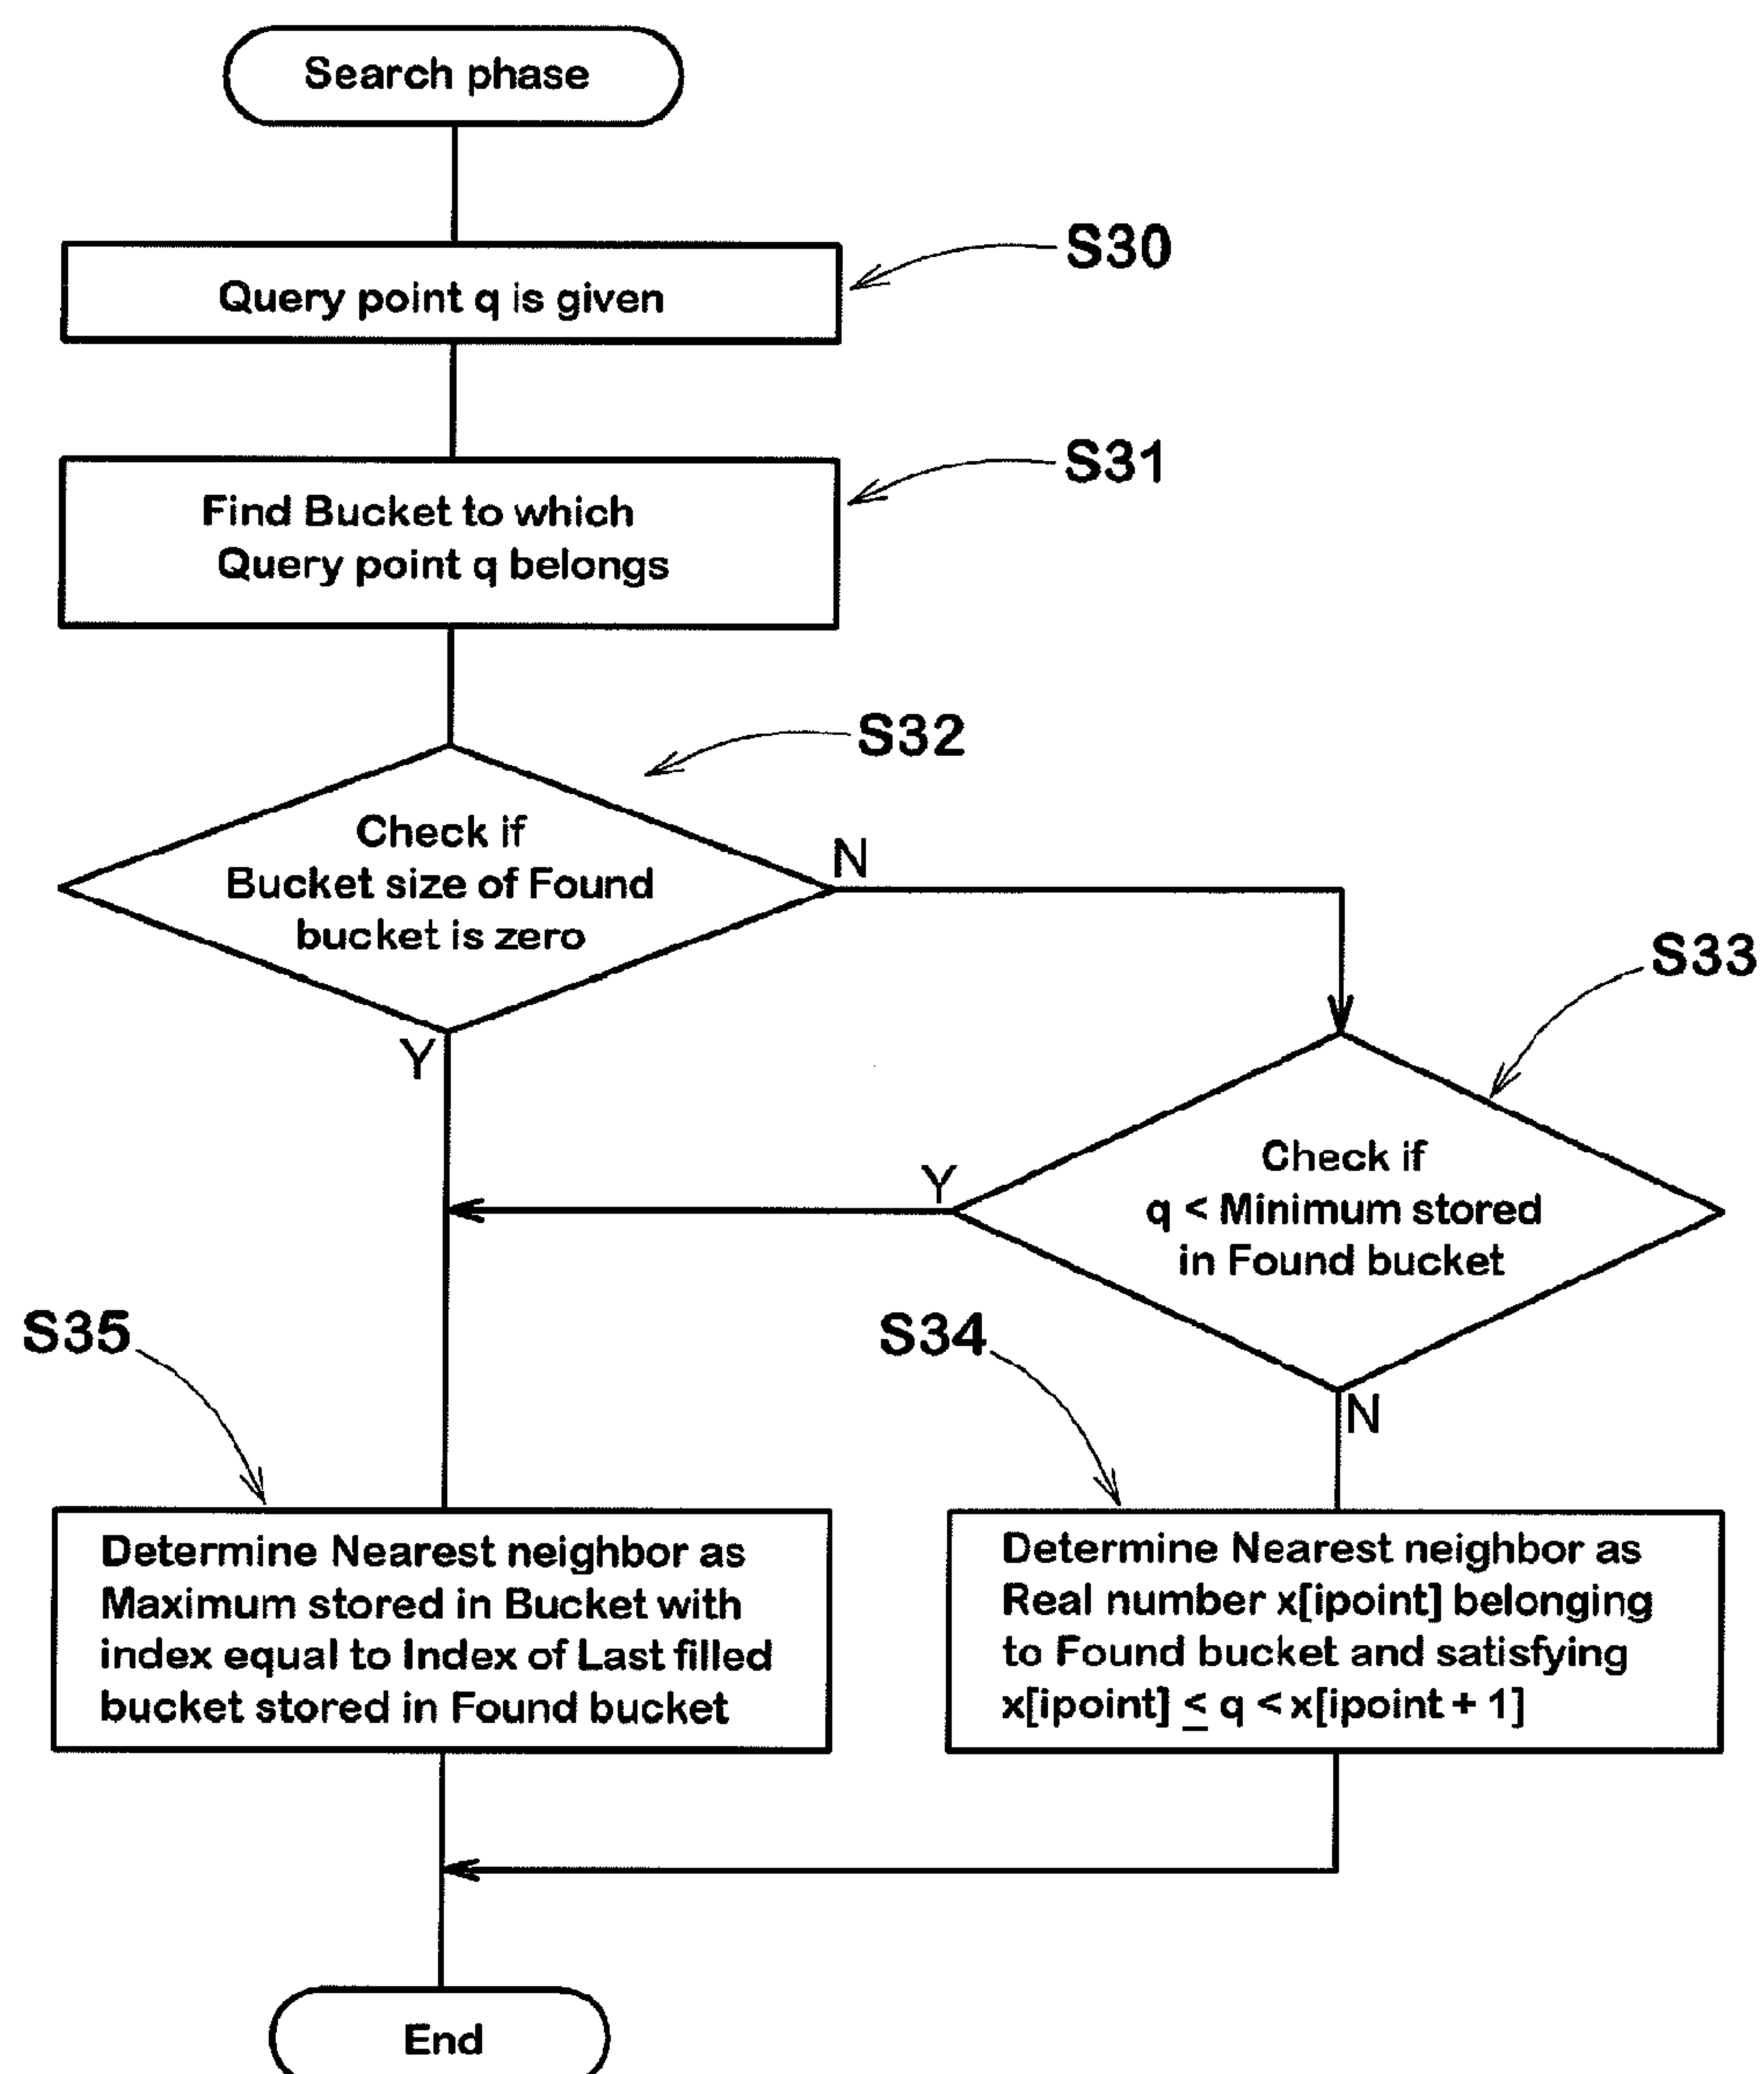 Search phase
S30
Query point q is given
S31
Find Bucket to which
Query point q belongs
S32
Check if
Bucket size of Found
bucket is zero
N
Y
S33
Check if
q < Minimum stored
in Found bucket
Y
N
S35
S34
Determine Nearest neighbor as
Maximum stored in Bucket with
index equal to Index of Last filled
bucket stored in Found bucket
Determine Nearest neighbor as
Real number x[ipoint] belonging
to Found bucket and satisfying
x[ipoint] ≤ q < x[ipoint + 1]
End